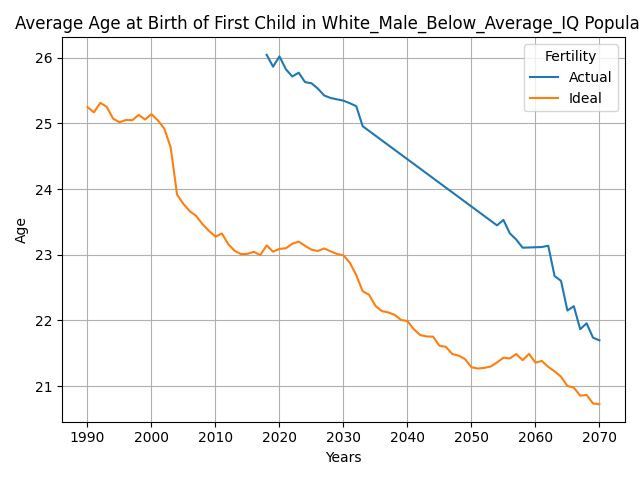 Average Age at Birth of First Child in White_Male_Below_Average_IQ Popula
Fertility
Actual
Ideal
26
25
24
23
22
21
Age
1990 2000 2010 2020 2030 2040 2050 2060 2070
Years